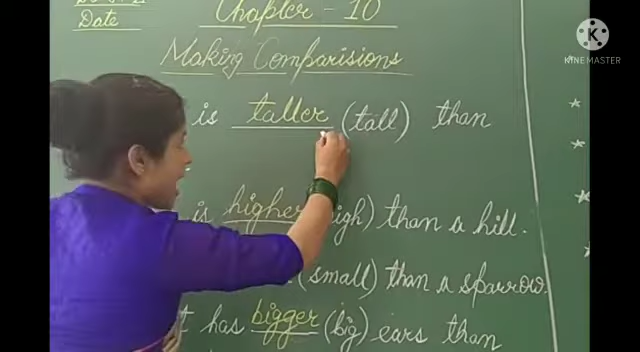 Date
Chapter - 10
KINEMASTER
Making Comparisions
is taller (tall) than
is higher igh) than a hill.
(small) than a sparrow.
has bigger (big) ears than